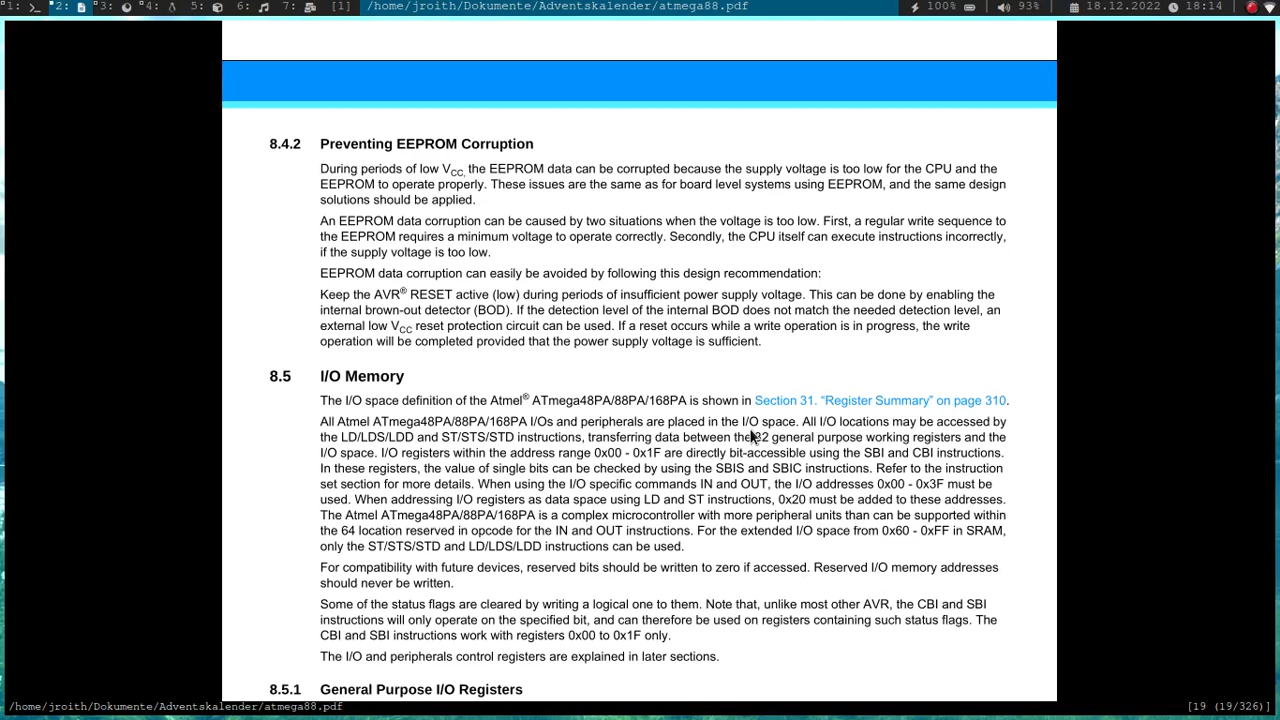 1: 2: 3: 4: 5: 6: 7: [1] /home/jroith/Dokumente/Adventskalender/atmega88.pdf 100% 93% 18.12.2022 18:14
8.4.2 Preventing EEPROM Corruption
During periods of low VCC, the EEPROM data can be corrupted because the supply voltage is too low for the CPU and the
EEPROM to operate properly. These issues are the same as for board level systems using EEPROM, and the same design
solutions should be applied.
An EEPROM data corruption can be caused by two situations when the voltage is too low. First, a regular write sequence to
the EEPROM requires a minimum voltage to operate correctly. Secondly, the CPU itself can execute instructions incorrectly,
if the supply voltage is too low.
EEPROM data corruption can easily be avoided by following this design recommendation:
Keep the AVR® RESET active (low) during periods of insufficient power supply voltage. This can be done by enabling the
internal brown-out detector (BOD). If the detection level of the internal BOD does not match the needed detection level, an
external low VCC reset protection circuit can be used. If a reset occurs while a write operation is in progress, the write
operation will be completed provided that the power supply voltage is sufficient.
8.5 I/O Memory
The I/O space definition of the Atmel® ATmega48PA/88PA/168PA is shown in Section 31. “Register Summary” on page 310.
All Atmel ATmega48PA/88PA/168PA I/Os and peripherals are placed in the I/O space. All I/O locations may be accessed by
the LD/LDS/LDD and ST/STS/STD instructions, transferring data between the 32 general purpose working registers and the
I/O space. I/O registers within the address range 0x00 - 0x1F are directly bit-accessible using the SBI and CBI instructions.
In these registers, the value of single bits can be checked by using the SBIS and SBIC instructions. Refer to the instruction
set section for more details. When using the I/O specific commands IN and OUT, the I/O addresses 0x00 - 0x3F must be
used. When addressing I/O registers as data space using LD and ST instructions, 0x20 must be added to these addresses.
The Atmel ATmega48PA/88PA/168PA is a complex microcontroller with more peripheral units than can be supported within
the 64 location reserved in opcode for the IN and OUT instructions. For the extended I/O space from 0x60 - 0xFF in SRAM,
only the ST/STS/STD and LD/LDS/LDD instructions can be used.
For compatibility with future devices, reserved bits should be written to zero if accessed. Reserved I/O memory addresses
should never be written.
Some of the status flags are cleared by writing a logical one to them. Note that, unlike most other AVR, the CBI and SBI
instructions will only operate on the specified bit, and can therefore be used on registers containing such status flags. The
CBI and SBI instructions work with registers 0x00 to 0x1F only.
The I/O and peripherals control registers are explained in later sections.
8.5.1 General Purpose I/O Registers
/home/jroith/Dokumente/Adventskalender/atmega88.pdf [19 (19/326)]